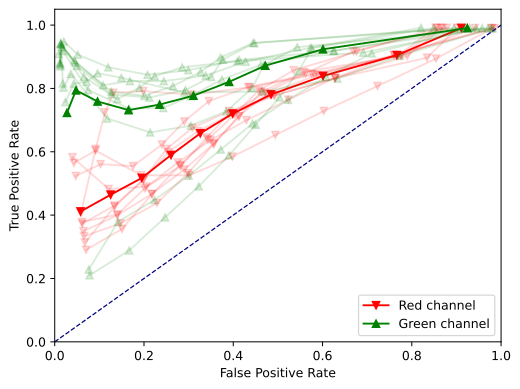 1.0
0.8
0.6
0.4
0.2
0.0
True Positive Rate
0.0 0.2 0.4 0.6 0.8 1.0
False Positive Rate
Red channel
Green channel